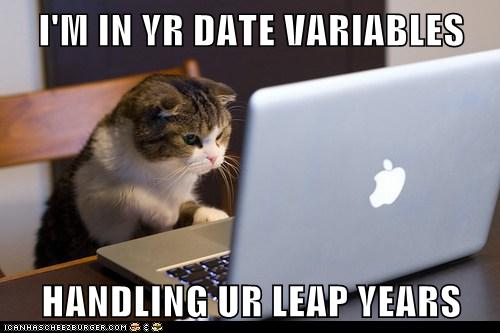 I'M IN YR DATE VARIABLES
HANDLING UR LEAP YEARS
ICANHASCHEEZBURGER.COM